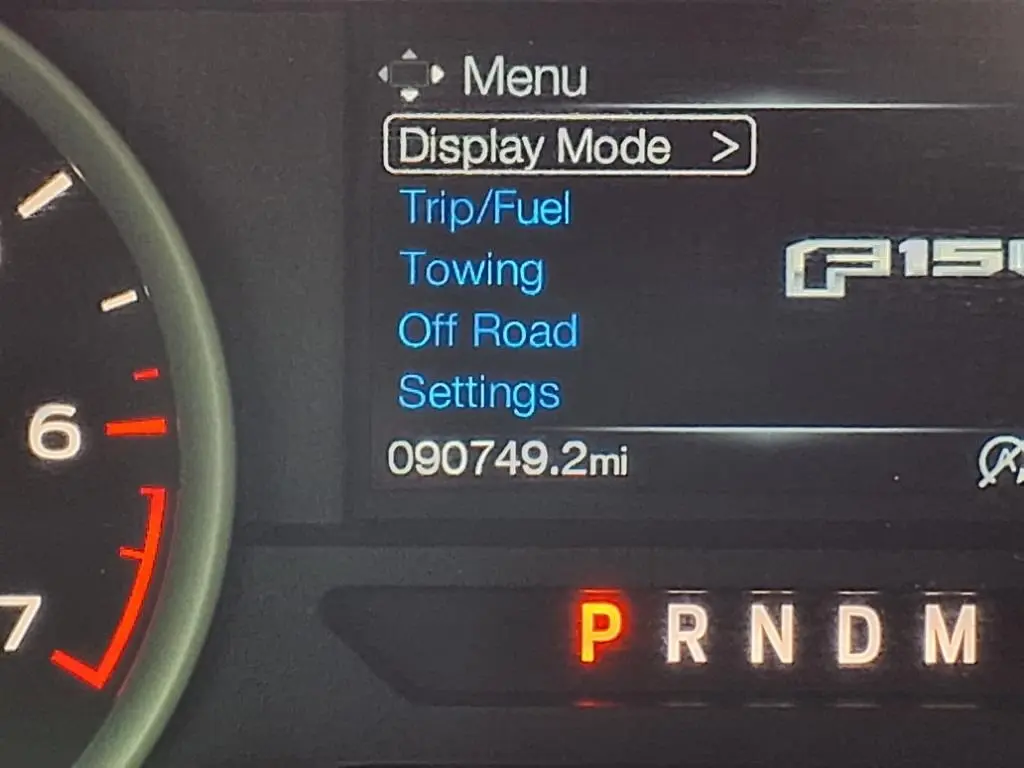 Menu
Display Mode >
Trip/Fuel
Towing
Off Road
Settings
090749.2mi
6
7
P R N D M